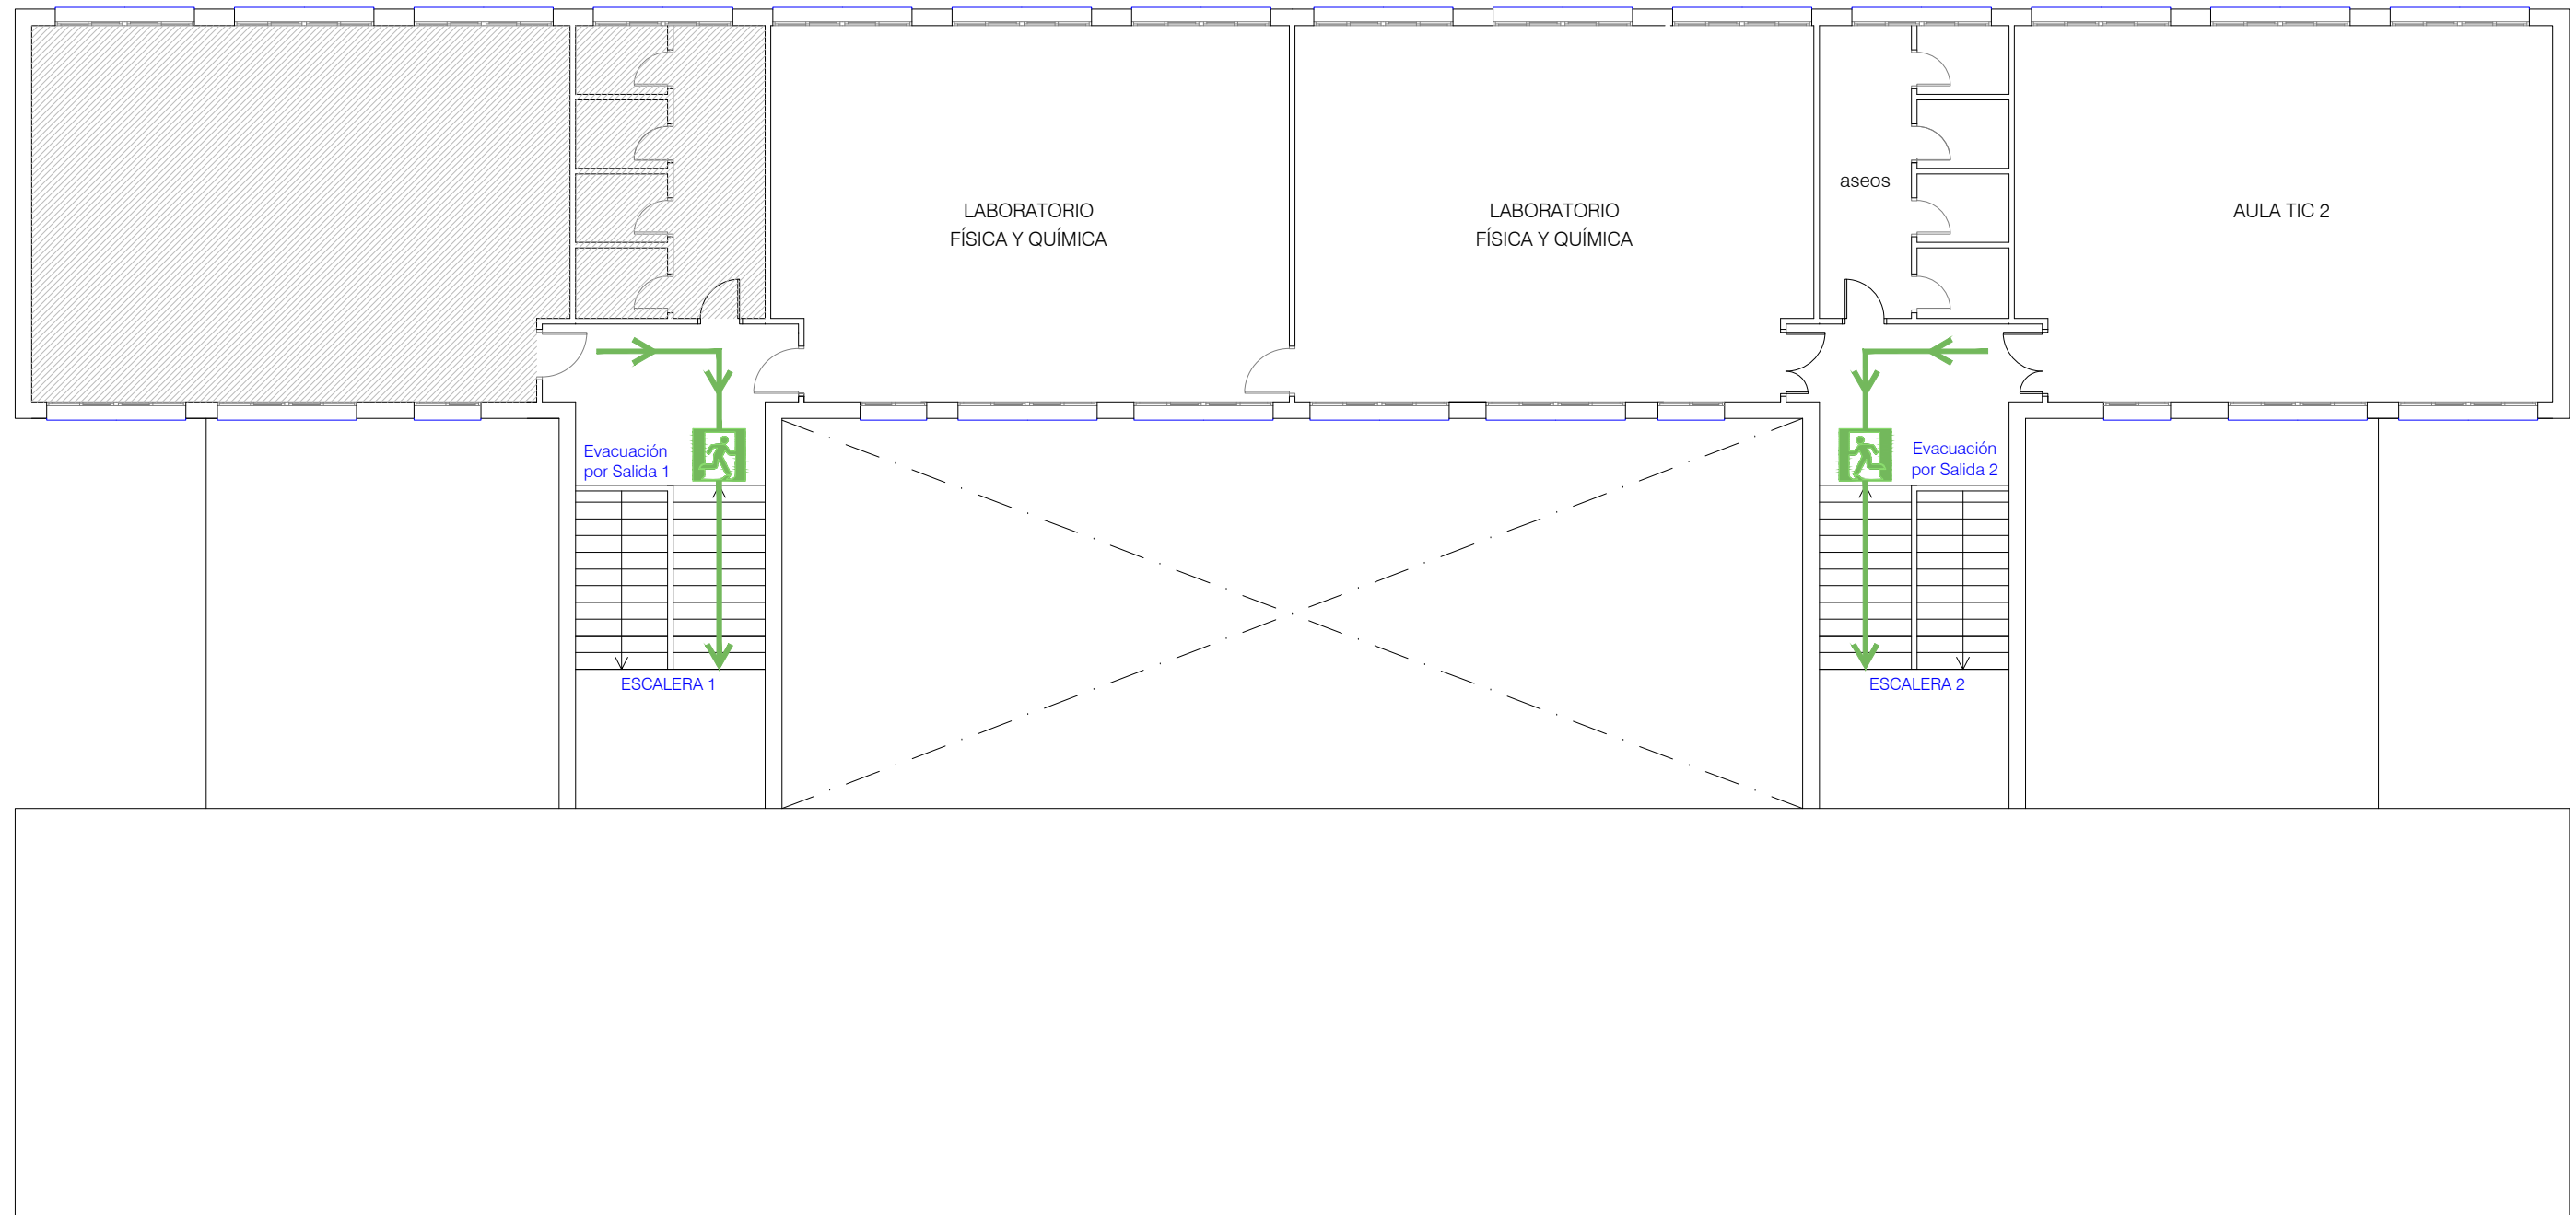 aseos
LABORATORIO
FÍSICA Y QUÍMICA
LABORATORIO
FÍSICA Y QUÍMICA
AULA TIC 2
Evacuación
por Salida 1
Evacuación
por Salida 2
ESCALERA 1
ESCALERA 2